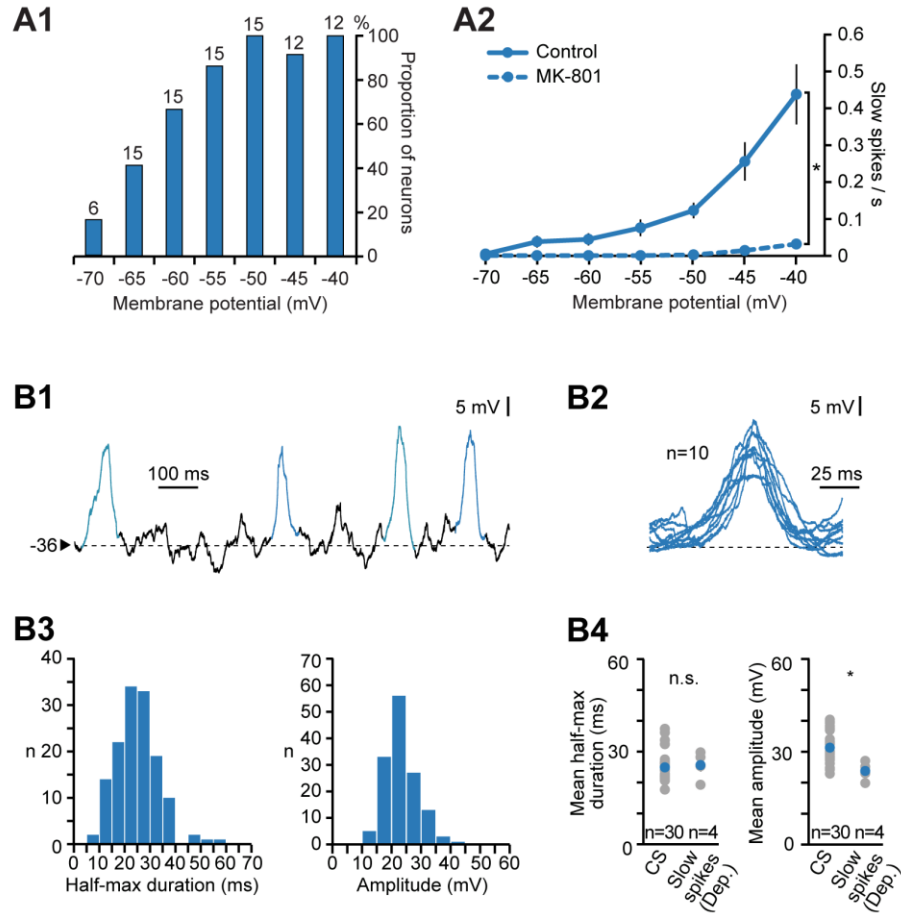 A1
15 12 12 %
15 15
15
15
6
100
80
60
40
20
0
Proportion of neurons
-70 -65 -60 -55 -50 -45 -40
Membrane potential (mV)
A2
Control
MK-801
0.6
0.5
0.4
0.3
0.2
0.1
0
Slow spikes / s
*
-70 -65 -60 -55 -50 -45 -40
Membrane potential (mV)
B1
5 mV
100 ms
-36
B2
5 mV
n=10
25 ms
B3
40
30
20
10
0
n
0 10 20 30 40 50 60 70
Half-max duration (ms)
70
60
50
40
30
20
10
0
n
0 10 20 30 40 50 60
Amplitude (mV)
B4
60
30
0
Mean half-max
duration (ms)
n.s.
n=30 n=4
CS
Slow
spikes
(Dep.)
60
30
0
Mean amplitude (mV)
*
n=30 n=4
CS
Slow
spikes
(Dep.)